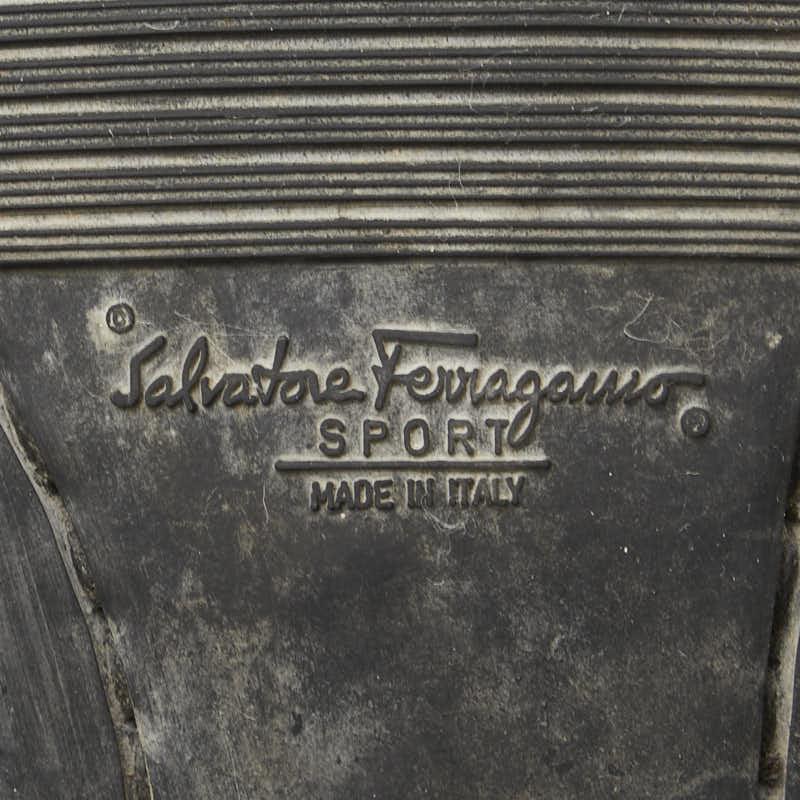 © Salvatore Ferragamo ®
SPORT
MADE IN ITALY